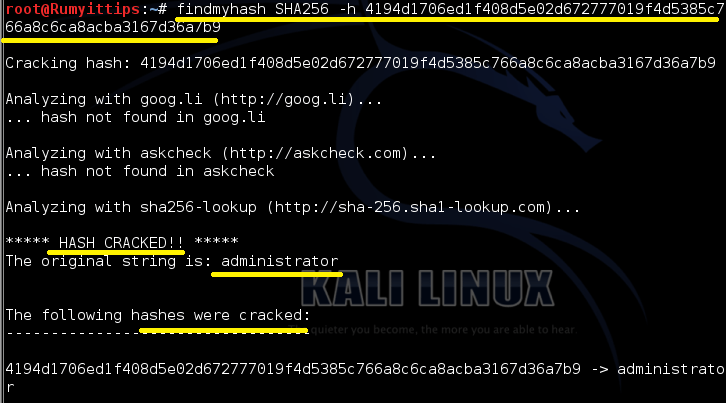 root@Rumyittips:~# findmyhash SHA256 -h 4194d1706ed1f408d5e02d672777019f4d5385c7
66a8c6ca8acba3167d36a7b9
Cracking hash: 4194d1706ed1f408d5e02d672777019f4d5385c766a8c6ca8acba3167d36a7b9
Analyzing with goog.li (http://goog.li)...
... hash not found in goog.li
Analyzing with askcheck (http://askcheck.com)...
... hash not found in askcheck
Analyzing with sha256-lookup (http://sha-256.sha1-lookup.com)...
***** HASH CRACKED!! *****
The original string is: administrator
KALI LINUX
The following hashes were cracked:
----------------------------------
quieter you become, the more you are able to hear
4194d1706ed1f408d5e02d672777019f4d5385c766a8c6ca8acba3167d36a7b9 -> administrato
r